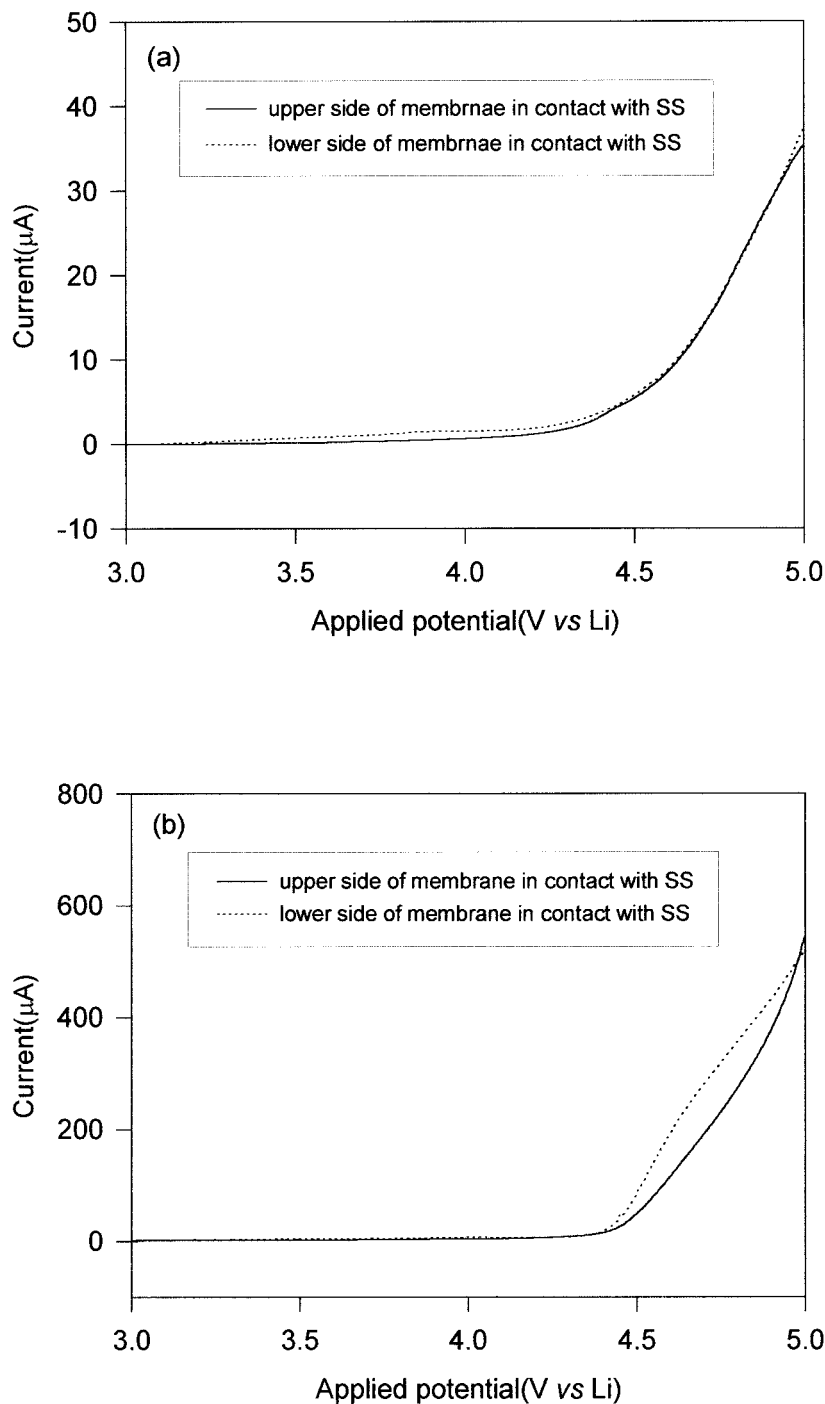 (a)
upper side of membrnae in contact with SS
lower side of membrnae in contact with SS
50
40
30
20
10
0
-10
Current(μA)
3.0 3.5 4.0 4.5 5.0
Applied potential(V vs Li)
(b)
upper side of membrane in contact with SS
lower side of membrane in contact with SS
800
600
400
200
0
Current(μA)
3.0 3.5 4.0 4.5 5.0
Applied potential(V vs Li)